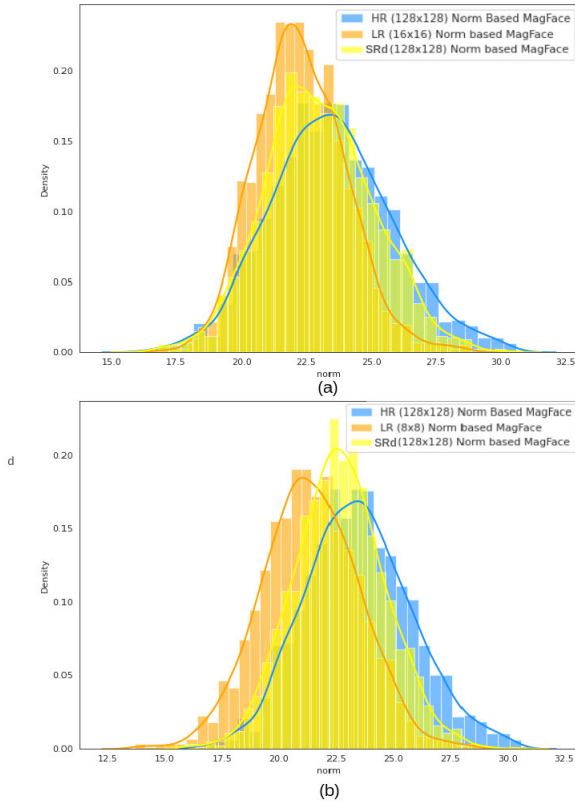 HR (128x128) Norm Based MagFace
LR (16x16) Norm based MagFace
SRd (128x128) Norm based MagFace
0.20
0.15
0.10
0.05
0.00
Density
15.0 17.5 20.0 22.5 25.0 27.5 30.0 32.5
norm
(a)
HR (128x128) Norm Based MagFace
LR (8x8) Norm based MagFace
SRd (128x128) Norm based MagFace
d
0.20
0.15
0.10
0.05
0.00
Density
12.5 15.0 17.5 20.0 22.5 25.0 27.5 30.0 32.5
norm
(b)